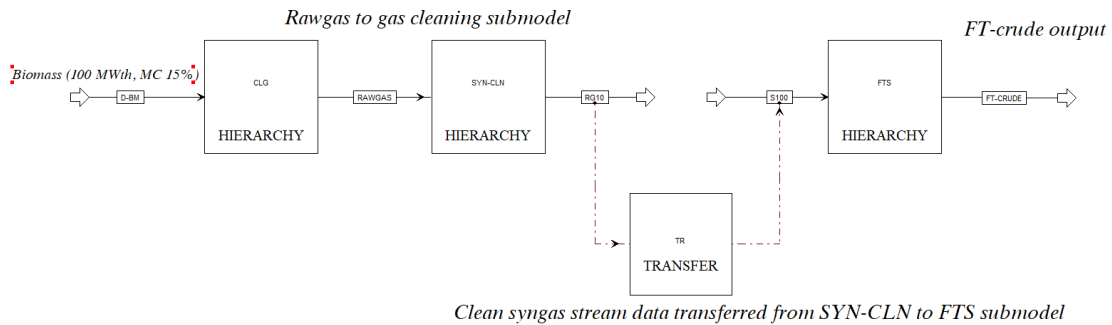 Rawgas to gas cleaning submodel
FT-crude output
Biomass (100 MWth, MC 15%)
D-BM
CLG
HIERARCHY
RAWGAS
SYN-CLN
HIERARCHY
RG10
S100
FTS
HIERARCHY
FT-CRUDE
TR
TRANSFER
Clean syngas stream data transferred from SYN-CLN to FTS submodel